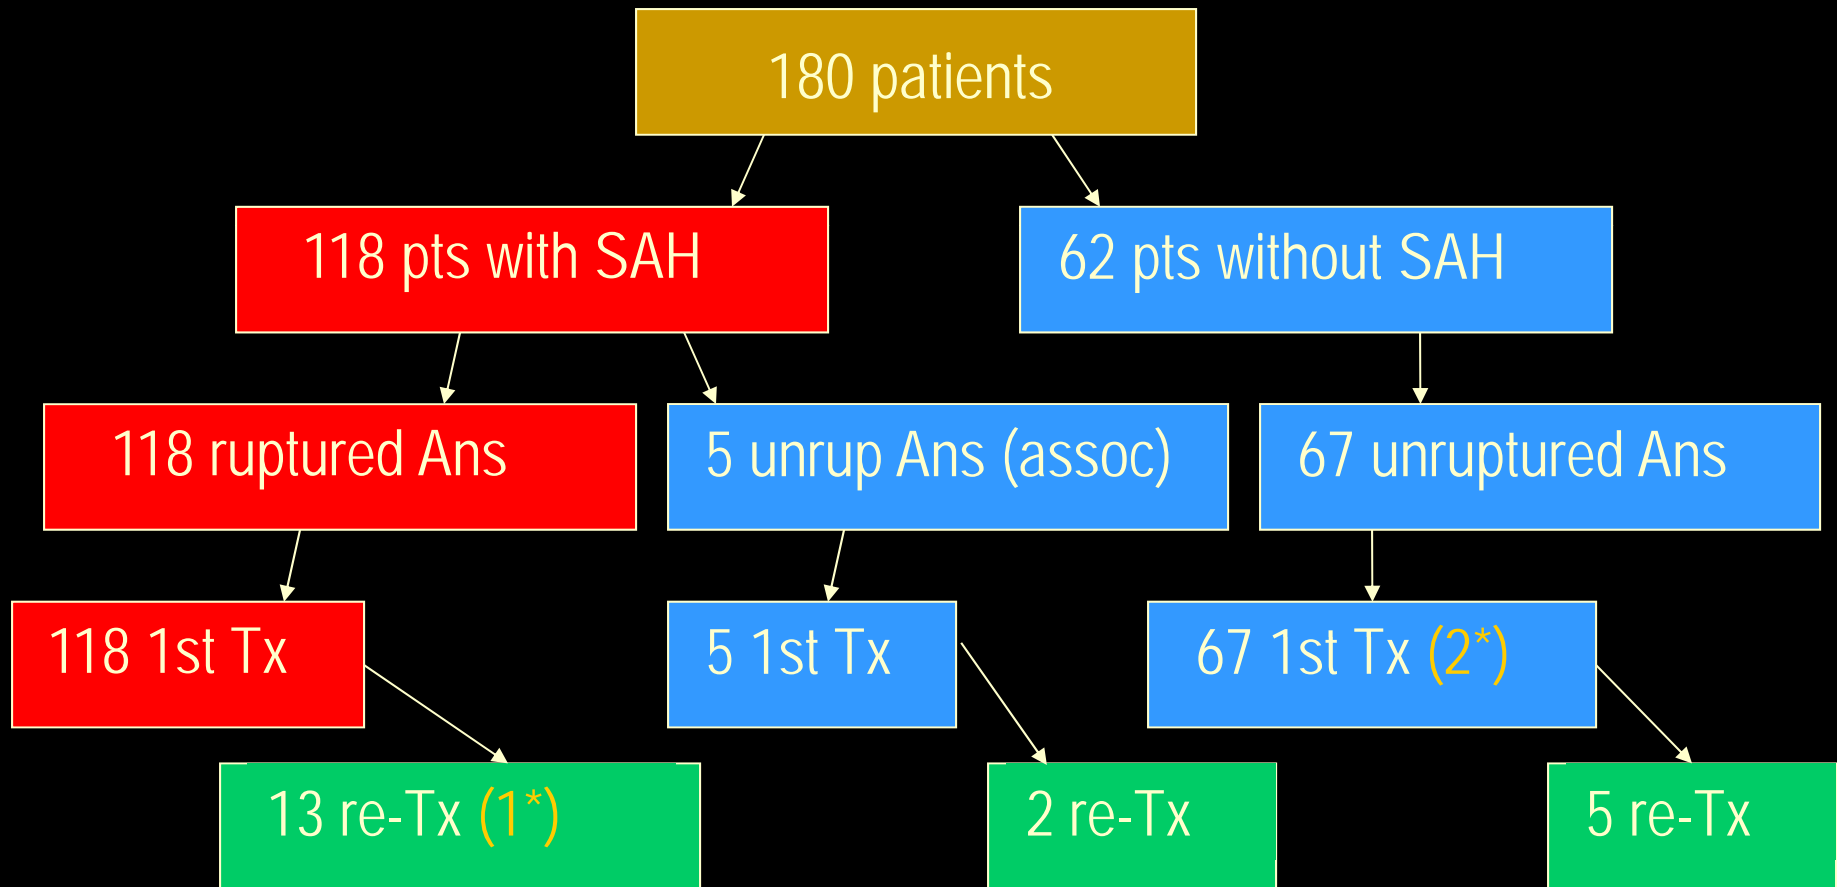 180 patients
118 pts with SAH
62 pts without SAH
118 ruptured Ans
5 unrup Ans (assoc)
67 unruptured Ans
118 1st Tx
5 1st Tx
67 1st Tx (2*)
13 re-Tx (1*)
2 re-Tx
5 re-Tx